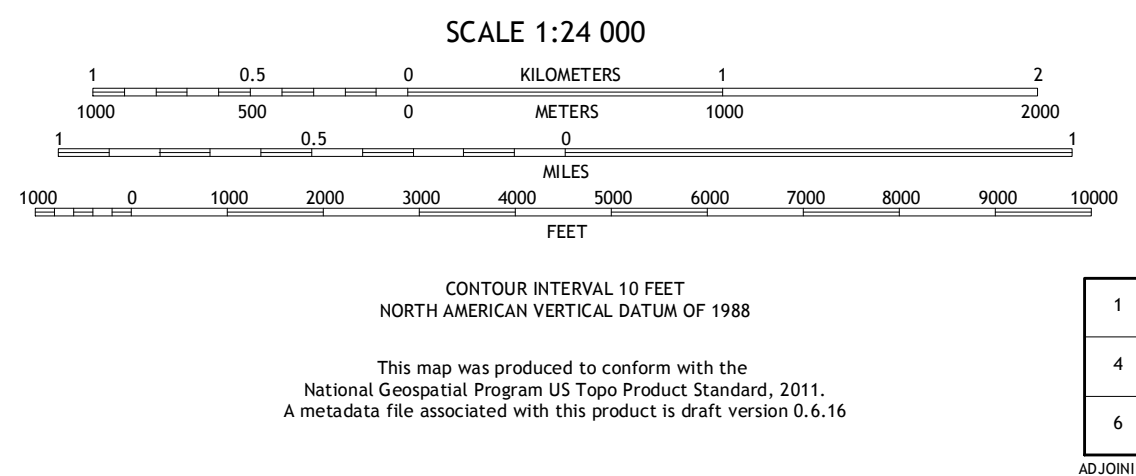 SCALE 1:24 000
1 0.5 0 KILOMETERS 1 2
1000 500 0 METERS 1000 2000
1 0.5 0 1
MILES
1000 0 1000 2000 3000 4000 5000 6000 7000 8000 9000 10000
FEET
CONTOUR INTERVAL 10 FEET
NORTH AMERICAN VERTICAL DATUM OF 1988
This map was produced to conform with the
National Geospatial Program US Topo Product Standard, 2011.
A metadata file associated with this product is draft version 0.6.16
1
4
6
ADJOINI